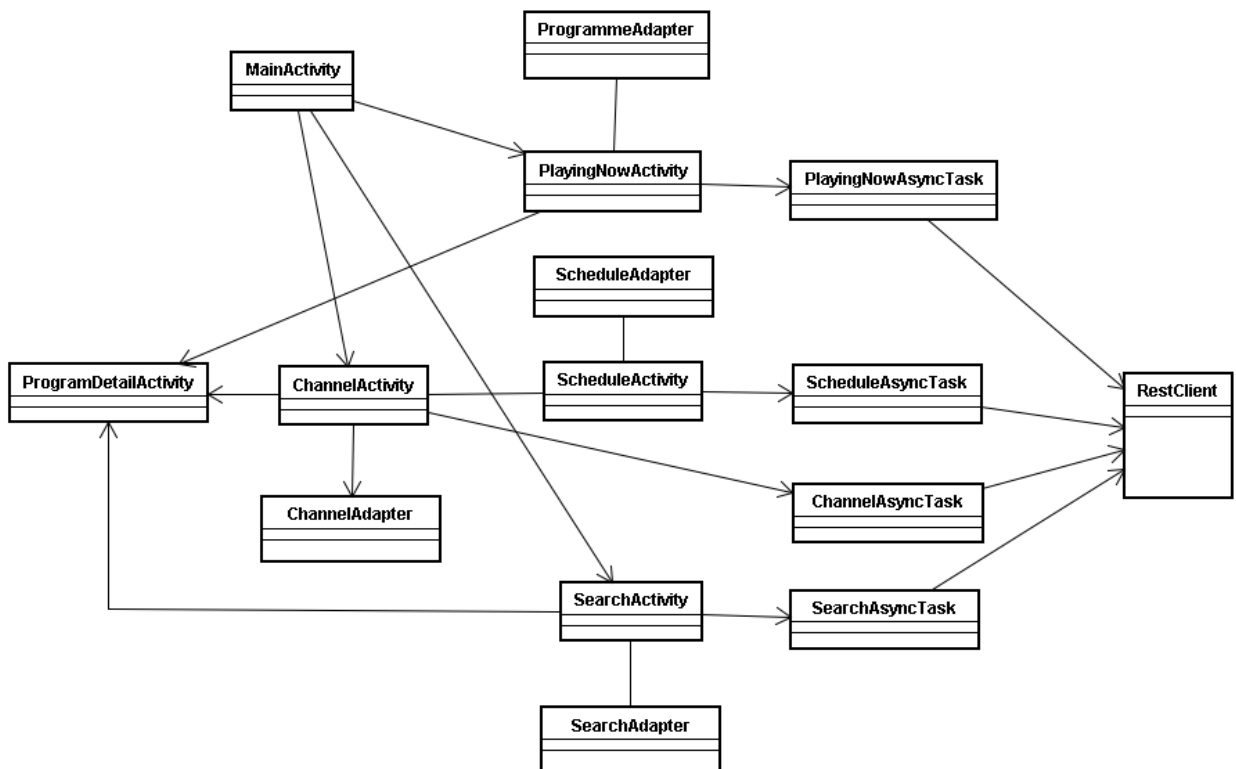 ProgrammeAdapter
MainActivity
PlayingNowActivity
PlayingNowAsyncTask
ScheduleAdapter
ProgramDetailActivity
ChannelActivity
ScheduleActivity
ScheduleAsyncTask
RestClient
ChannelAdapter
ChannelAsyncTask
SearchActivity
SearchAsyncTask
SearchAdapter